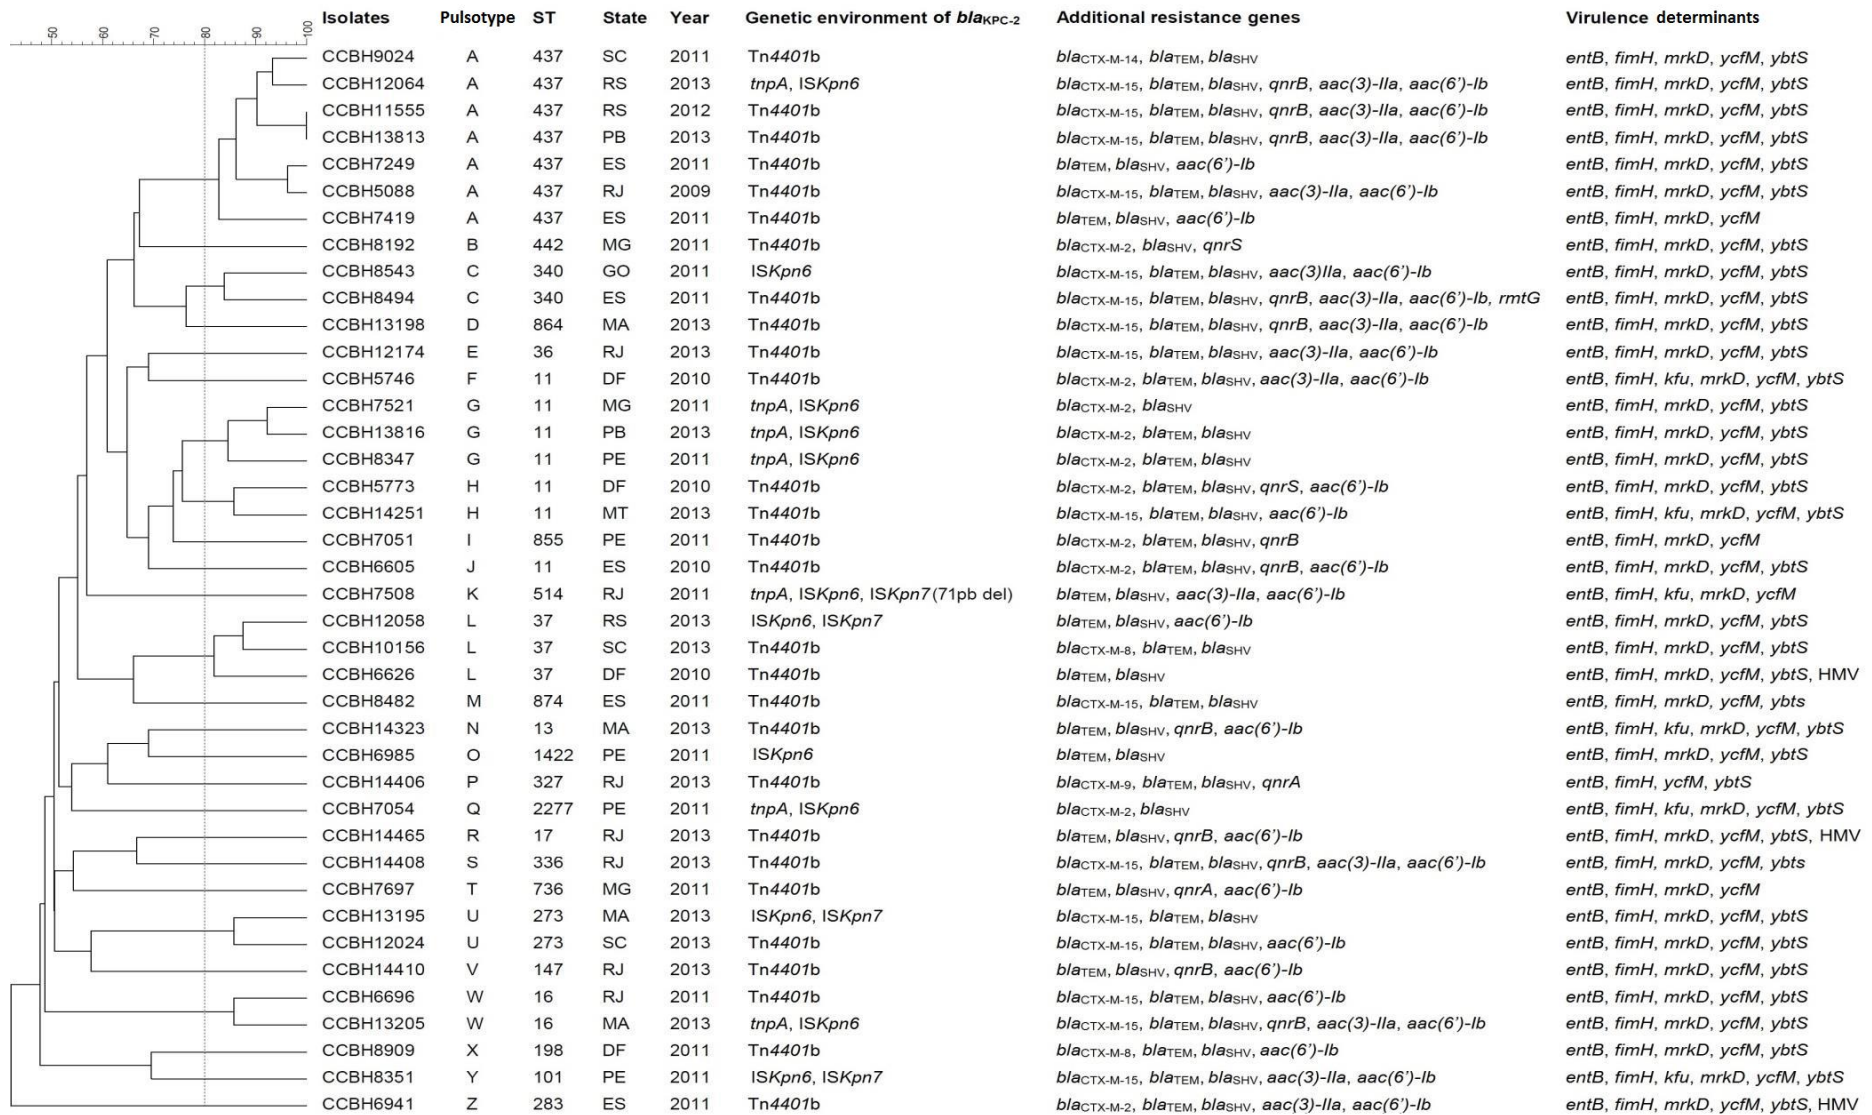 50 60 70 80 90 100 Isolates Pulsotype ST State Year Genetic environment of blaKPC-2 Additional resistance genes Virulence determinants
CCBH9024 A 437 SC 2011 Tn4401b blaCTX-M-14, blaTEM, blaSHV entB, fimH, mrkD, ycfM, ybtS
CCBH12064 A 437 RS 2013 tnpA, ISKpn6 blaCTX-M-15, blaTEM, blaSHV, qnrB, aac(3)-IIa, aac(6’)-Ib entB, fimH, mrkD, ycfM, ybtS
CCBH11555 A 437 RS 2012 Tn4401b blaCTX-M-15, blaTEM, blaSHV, qnrB, aac(3)-IIa, aac(6’)-Ib entB, fimH, mrkD, ycfM, ybtS
CCBH13813 A 437 PB 2013 Tn4401b blaCTX-M-15, blaTEM, blaSHV, qnrB, aac(3)-IIa, aac(6’)-Ib entB, fimH, mrkD, ycfM, ybtS
CCBH7249 A 437 ES 2011 Tn4401b blaTEM, blaSHV, aac(6’)-Ib entB, fimH, mrkD, ycfM, ybtS
CCBH5088 A 437 RJ 2009 Tn4401b blaCTX-M-15, blaTEM, blaSHV, aac(3)-IIa, aac(6’)-Ib entB, fimH, mrkD, ycfM, ybtS
CCBH7419 A 437 ES 2011 Tn4401b blaTEM, blaSHV, aac(6’)-Ib entB, fimH, mrkD, ycfM
CCBH8192 B 442 MG 2011 Tn4401b blaCTX-M-2, blaSHV, qnrS entB, fimH, mrkD, ycfM, ybtS
CCBH8543 C 340 GO 2011 ISKpn6 blaCTX-M-15, blaTEM, blaSHV, aac(3)IIa, aac(6’)-Ib entB, fimH, mrkD, ycfM, ybtS
CCBH8494 C 340 ES 2011 Tn4401b blaCTX-M-15, blaTEM, blaSHV, qnrB, aac(3)-IIa, aac(6’)-Ib, rmtG entB, fimH, mrkD, ycfM, ybtS
CCBH13198 D 864 MA 2013 Tn4401b blaCTX-M-15, blaTEM, blaSHV, qnrB, aac(3)-IIa, aac(6’)-Ib entB, fimH, mrkD, ycfM, ybtS
CCBH12174 E 36 RJ 2013 Tn4401b blaCTX-M-15, blaTEM, blaSHV, aac(3)-IIa, aac(6’)-Ib entB, fimH, mrkD, ycfM, ybtS
CCBH5746 F 11 DF 2010 Tn4401b blaCTX-M-2, blaTEM, blaSHV, aac(3)-IIa, aac(6’)-Ib entB, fimH, kfu, mrkD, ycfM, ybtS
CCBH7521 G 11 MG 2011 tnpA, ISKpn6 blaCTX-M-2, blaSHV entB, fimH, mrkD, ycfM, ybtS
CCBH13816 G 11 PB 2013 tnpA, ISKpn6 blaCTX-M-2, blaTEM, blaSHV entB, fimH, mrkD, ycfM, ybtS
CCBH8347 G 11 PE 2011 tnpA, ISKpn6 blaCTX-M-2, blaTEM, blaSHV entB, fimH, mrkD, ycfM, ybtS
CCBH5773 H 11 DF 2010 Tn4401b blaCTX-M-2, blaTEM, blaSHV, qnrS, aac(6’)-Ib entB, fimH, mrkD, ycfM, ybtS
CCBH14251 H 11 MT 2013 Tn4401b blaCTX-M-15, blaTEM, blaSHV, aac(6’)-Ib entB, fimH, kfu, mrkD, ycfM, ybtS
CCBH7051 I 855 PE 2011 Tn4401b blaCTX-M-2, blaTEM, blaSHV, qnrB entB, fimH, mrkD, ycfM
CCBH6605 J 11 ES 2010 Tn4401b blaCTX-M-2, blaTEM, blaSHV, qnrB, aac(6’)-Ib entB, fimH, mrkD, ycfM, ybtS
CCBH7508 K 514 RJ 2011 tnpA, ISKpn6, ISKpn7(71pb del) blaTEM, blaSHV, aac(3)-IIa, aac(6’)-Ib entB, fimH, kfu, mrkD, ycfM
CCBH12058 L 37 RS 2013 ISKpn6, ISKpn7 blaTEM, blaSHV, aac(6’)-Ib entB, fimH, mrkD, ycfM, ybtS
CCBH10156 L 37 SC 2013 Tn4401b blaCTX-M-8, blaTEM, blaSHV entB, fimH, mrkD, ycfM, ybtS
CCBH6626 L 37 DF 2010 Tn4401b blaTEM, blaSHV entB, fimH, mrkD, ycfM, ybtS, HMV
CCBH8482 M 874 ES 2011 Tn4401b blaCTX-M-15, blaTEM, blaSHV entB, fimH, mrkD, ycfM, ybts
CCBH14323 N 13 MA 2013 Tn4401b blaTEM, blaSHV, qnrB, aac(6’)-Ib entB, fimH, kfu, mrkD, ycfM, ybtS
CCBH6985 O 1422 PE 2011 ISKpn6 blaTEM, blaSHV entB, fimH, mrkD, ycfM, ybtS
CCBH14406 P 327 RJ 2013 Tn4401b blaCTX-M-9, blaTEM, blaSHV, qnrA entB, fimH, ycfM, ybtS
CCBH7054 Q 2277 PE 2011 tnpA, ISKpn6 blaCTX-M-2, blaSHV entB, fimH, kfu, mrkD, ycfM, ybtS
CCBH14465 R 17 RJ 2013 Tn4401b blaTEM, blaSHV, qnrB, aac(6’)-Ib entB, fimH, mrkD, ycfM, ybtS, HMV
CCBH14408 S 336 RJ 2013 Tn4401b blaCTX-M-15, blaTEM, blaSHV, qnrB, aac(3)-IIa, aac(6’)-Ib entB, fimH, mrkD, ycfM, ybts
CCBH7697 T 736 MG 2011 Tn4401b blaTEM, blaSHV, qnrA, aac(6’)-Ib entB, fimH, mrkD, ycfM
CCBH13195 U 273 MA 2013 ISKpn6, ISKpn7 blaCTX-M-15, blaTEM, blaSHV entB, fimH, mrkD, ycfM, ybtS
CCBH12024 U 273 SC 2013 Tn4401b blaCTX-M-15, blaTEM, blaSHV, aac(6’)-Ib entB, fimH, mrkD, ycfM, ybtS
CCBH14410 V 147 RJ 2013 Tn4401b blaTEM, blaSHV, qnrB, aac(6’)-Ib entB, fimH, mrkD, ycfM, ybtS
CCBH6696 W 16 RJ 2011 Tn4401b blaCTX-M-15, blaTEM, blaSHV, aac(6’)-Ib entB, fimH, mrkD, ycfM, ybtS
CCBH13205 W 16 MA 2013 tnpA, ISKpn6 blaCTX-M-15, blaTEM, blaSHV, qnrB, aac(3)-IIa, aac(6’)-Ib entB, fimH, mrkD, ycfM, ybtS
CCBH8909 X 198 DF 2011 Tn4401b blaCTX-M-8, blaTEM, blaSHV, aac(6’)-Ib entB, fimH, mrkD, ycfM, ybtS
CCBH8351 Y 101 PE 2011 ISKpn6, ISKpn7 blaCTX-M-15, blaTEM, blaSHV, aac(3)-IIa, aac(6’)-Ib entB, fimH, kfu, mrkD, ycfM, ybtS
CCBH6941 Z 283 ES 2011 Tn4401b blaCTX-M-2, blaTEM, blaSHV, aac(3)-IIa, aac(6’)-Ib entB, fimH, mrkD, ycfM, ybtS, HMV